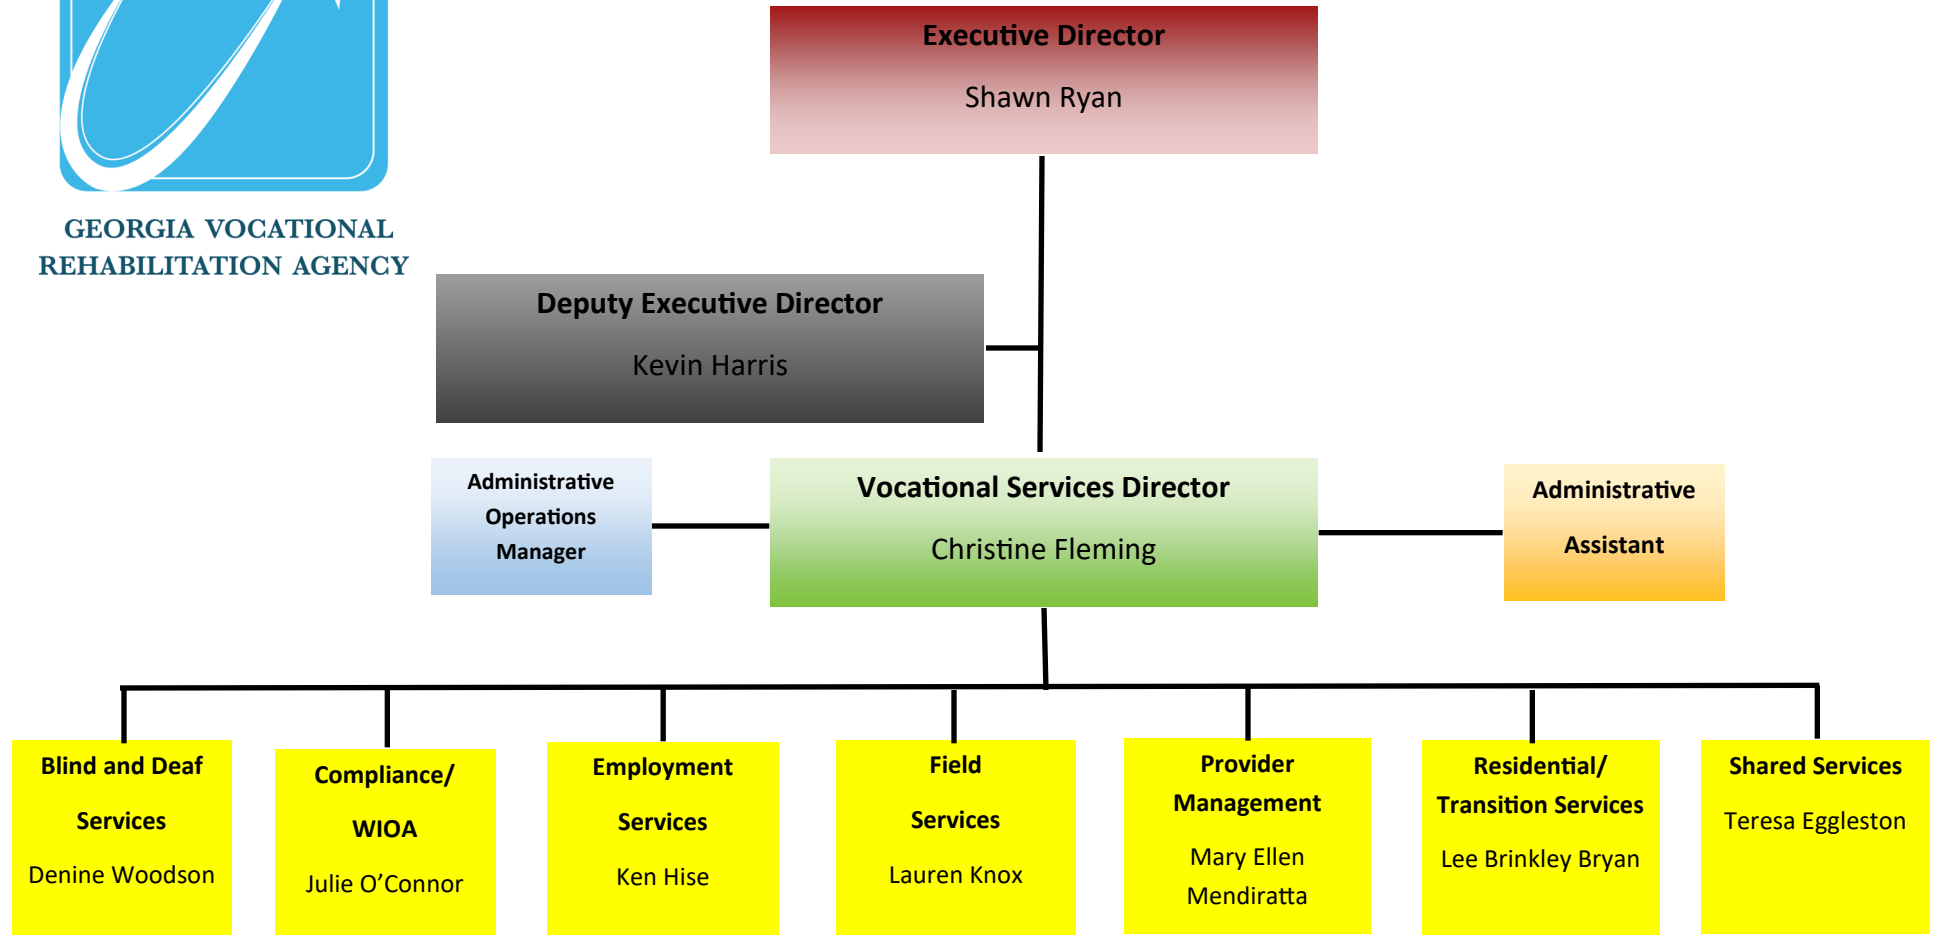 Executive Director
Shawn Ryan
GEORGIA VOCATIONAL
REHABILITATION AGENCY
Deputy Executive Director
Kevin Harris
Administrative
Operations
Manager
Vocational Services Director
Christine Fleming
Administrative
Assistant
Blind and Deaf
Services
Denine Woodson
Compliance/
WIOA
Julie O’Connor
Employment
Services
Ken Hise
Field
Services
Lauren Knox
Provider
Management
Mary Ellen
Mendiratta
Residential/
Transition Services
Lee Brinkley Bryan
Shared Services
Teresa Eggleston